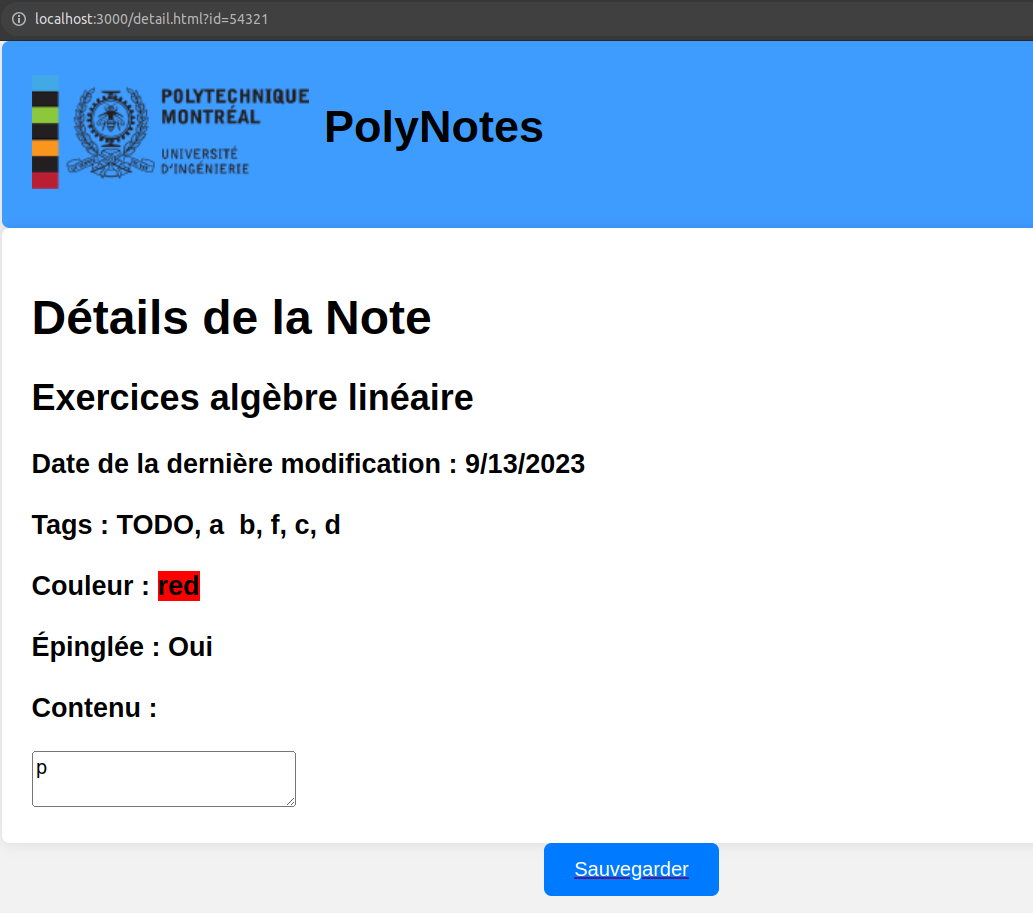 localhost:3000/detail.html?id=54321
POLYTECHNIQUE
MONTRÉAL
UNIVERSITÉ
D'INGÉNIERIE
PolyNotes
Détails de la Note
Exercices algèbre linéaire
Date de la dernière modification : 9/13/2023
Tags : TODO, a  b, f, c, d
Couleur : red
Épinglée : Oui
Contenu :
p
Sauvegarder